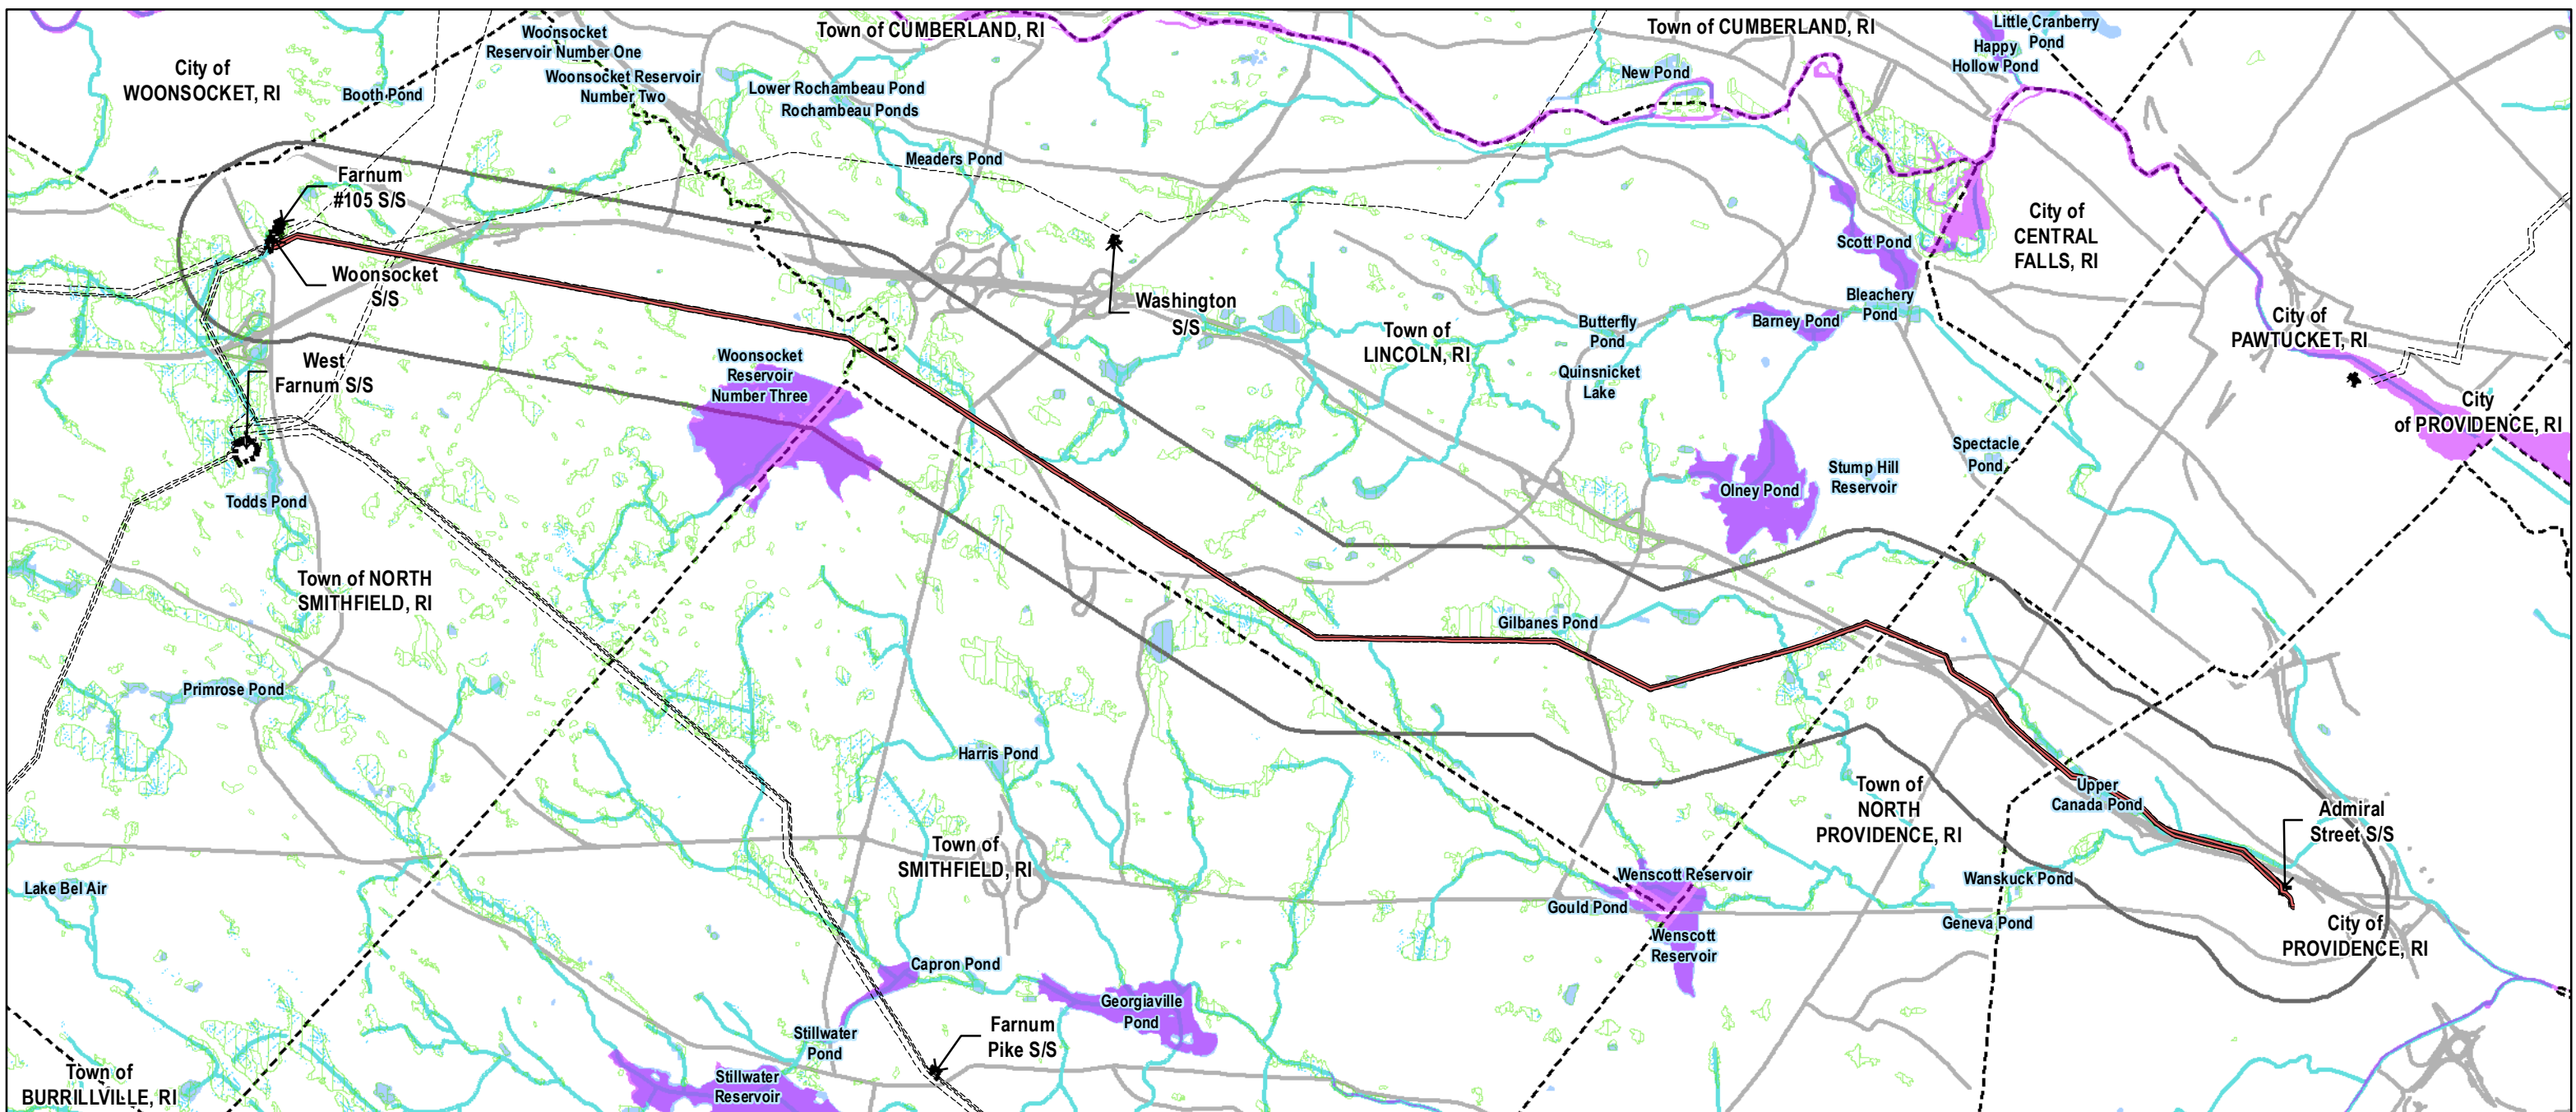 Town of CUMBERLAND, RI
Town of CUMBERLAND, RI
Little Cranberry
Pond
Happy
Hollow Pond
Woonsocket
Reservoir Number One
Woonsocket Reservoir
Number Two
City of
WOONSOCKET, RI
Booth Pond
Lower Rochambeau Pond
Rochambeau Ponds
New Pond
Meaders Pond
Farnum
#105 S/S
Woonsocket
S/S
Washington
S/S
Town of
LINCOLN, RI
Butterfly
Pond
Quinsnicket
Lake
Barney Pond
Bleachery
Pond
Scott Pond
City of
CENTRAL
FALLS, RI
City of
PAWTUCKET, RI
City
of PROVIDENCE, RI
West
Farnum S/S
Woonsocket
Reservoir
Number Three
Todds Pond
Olney Pond
Stump Hill
Reservoir
Spectacle
Pond
Town of NORTH
SMITHFIELD, RI
Gilbanes Pond
Primrose Pond
Harris Pond
Town of
SMITHFIELD, RI
Town of
NORTH
PROVIDENCE, RI
Upper
Canada Pond
Admiral
Street S/S
Lake Bel Air
Wenscott Reservoir
Gould Pond
Wenscott
Reservoir
Wanskuck Pond
Geneva Pond
City of
PROVIDENCE, RI
Capron Pond
Georgiaville
Pond
Stillwater
Pond
Farnum
Pike S/S
Stillwater
Reservoir
Town of
BURRILLVILLE, RI